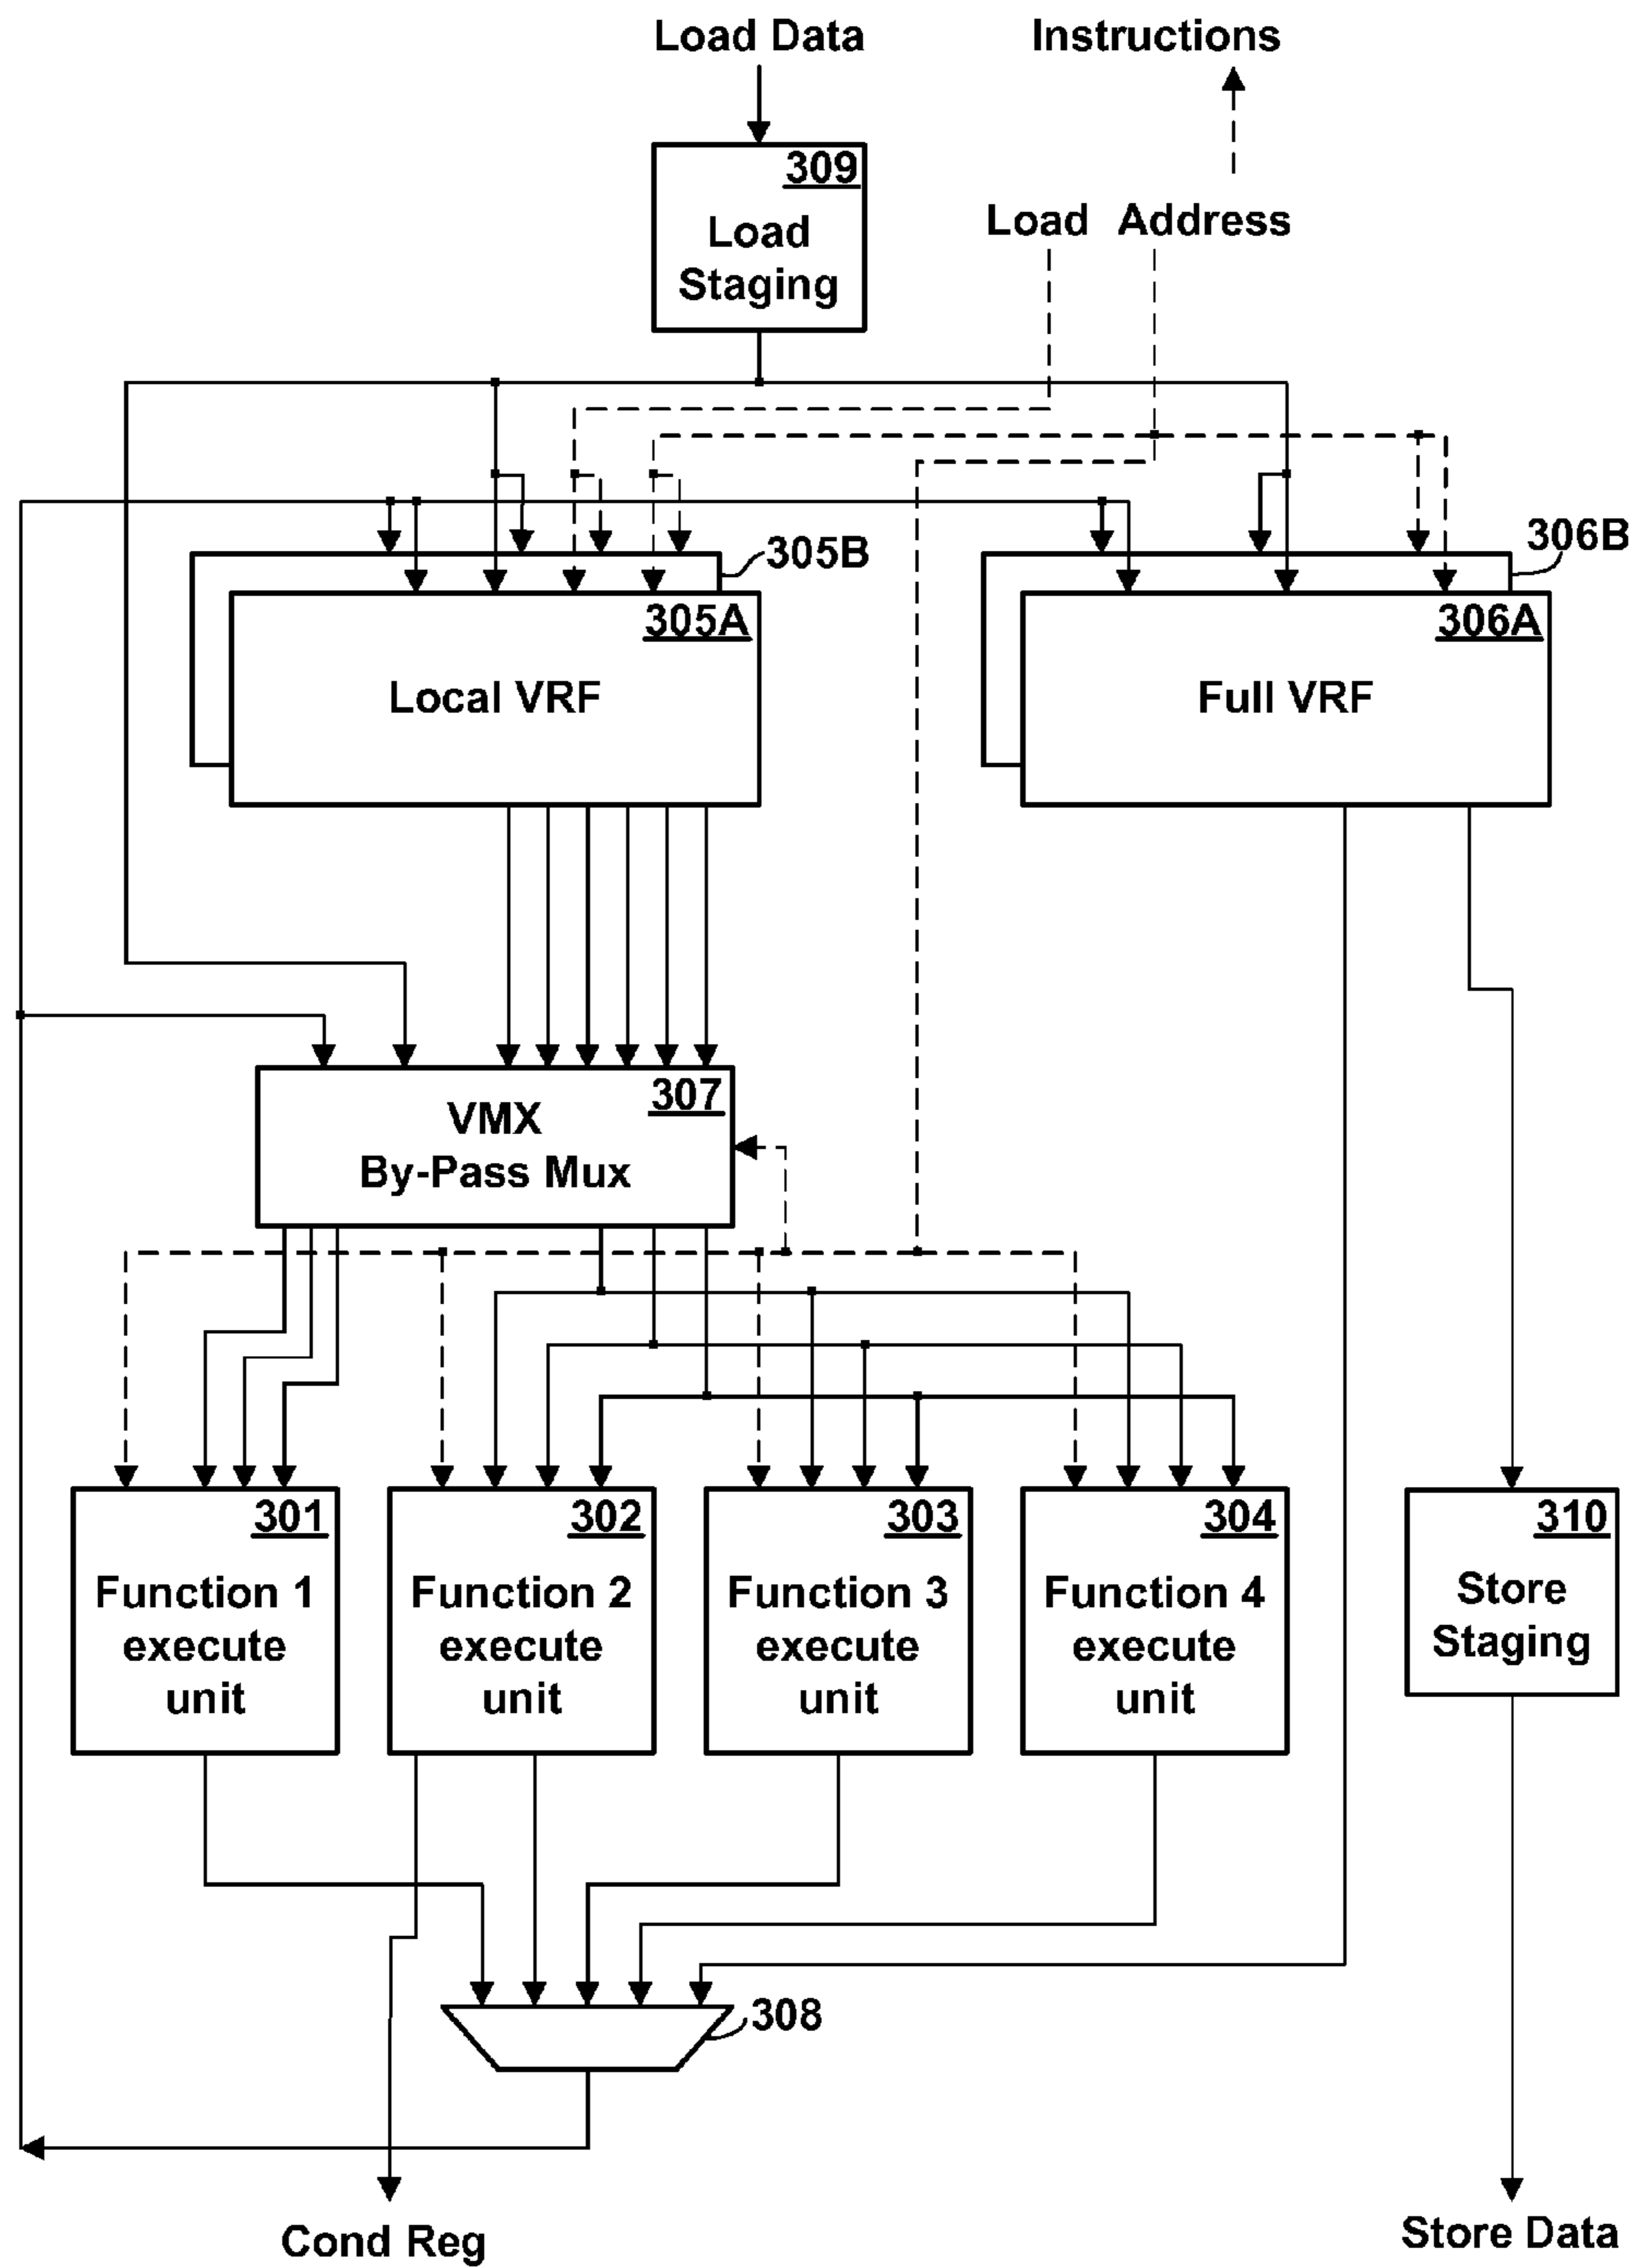 Load Data
Instructions
309
Load
Staging
Load Address
305B
306B
305A
Local VRF
306A
Full VRF
307
VMX
By-Pass Mux
301
Function 1
execute
unit
302
Function 2
execute
unit
303
Function 3
execute
unit
304
Function 4
execute
unit
310
Store
Staging
308
Cond Reg
Store Data